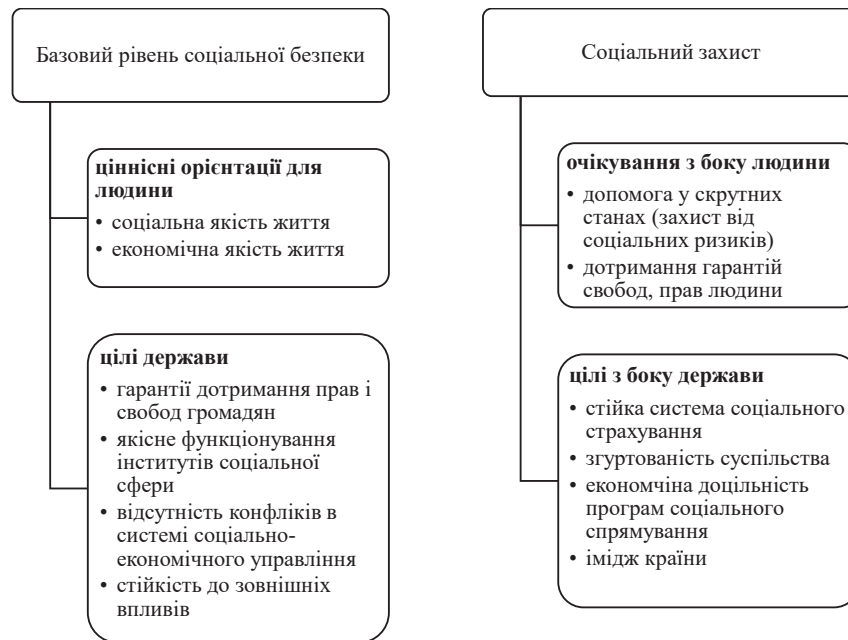 Базовий рівень соціальної безпеки
ціннісні орієнтації для
людини
• соціальна якість життя
• економічна якість життя
цілі держави
• гарантії дотримання прав і
свобод громадян
• якісне функціонування
інститутів соціальної
сфери
• відсутність конфліків в
системі соціально-
економічного управління
• стійкість до зовнішніх
впливів
Соціальний захист
очікування з боку людини
• допомога у скрутних
станах (захист від
соціальних ризиків)
• дотримання гарантій
свобод, прав людини
цілі з боку держави
• стійка система соціального
страхування
• згуртованість суспільства
• економчіна доцільність
програм соціального
спрямування
• імідж країни